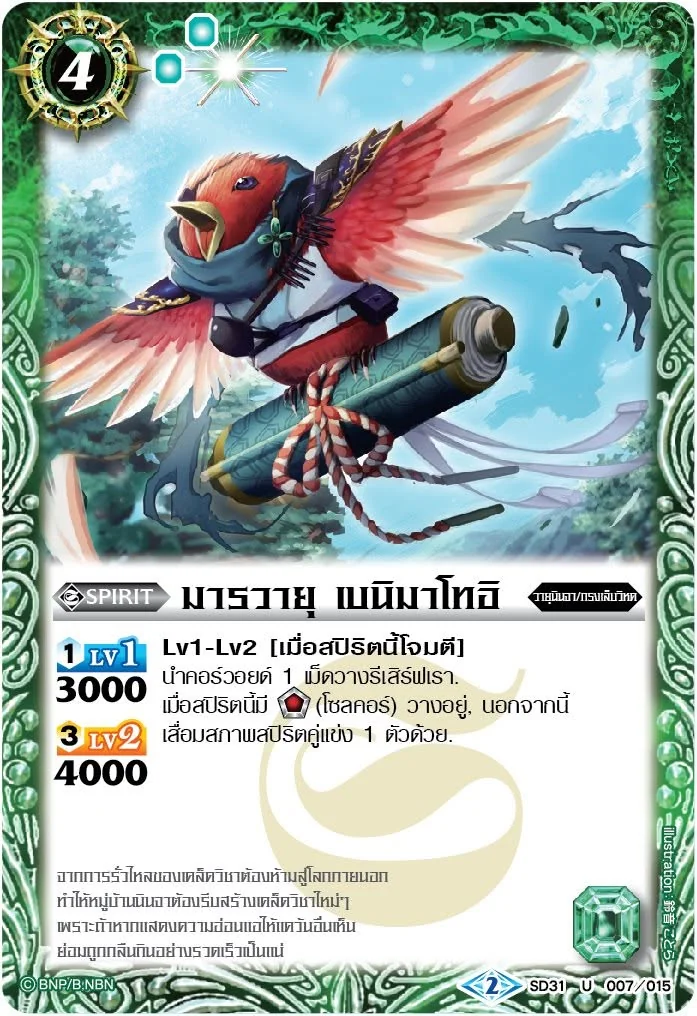 4
SPIRIT มารวายุ เบนิมาโทอิ วายุนินจา/กรงเล็บวิหค
1 LV1
3000
3 LV2
4000
Lv1-Lv2 [เมื่อสปิริตนี้โจมตี]
นำคอร์วอยด์ 1 เม็ดวางรีเสิร์ฟเรา.
เมื่อสปิริตนี้มี (โซลคอร์) วางอยู่, นอกจากนี้
เสื่อมสภาพสปิริตคู่แข่ง 1 ตัวด้วย.
จากการรั่วไหลของเคล็ดวิชาต้องห้ามสู่โลกภายนอก
ทำให้หมู่บ้านนินจาต้องรีบสร้างเคล็ดวิชาใหม่ๆ
เพราะถ้าหากแสดงความอ่อนแอให้แคว้นอื่นเห็น
ย่อมถูกกลืนกินอย่างรวดเร็วเป็นแน่
Illustration : 鈴音ことら
©BNP/B:NBN
2 SD31 U 007/015